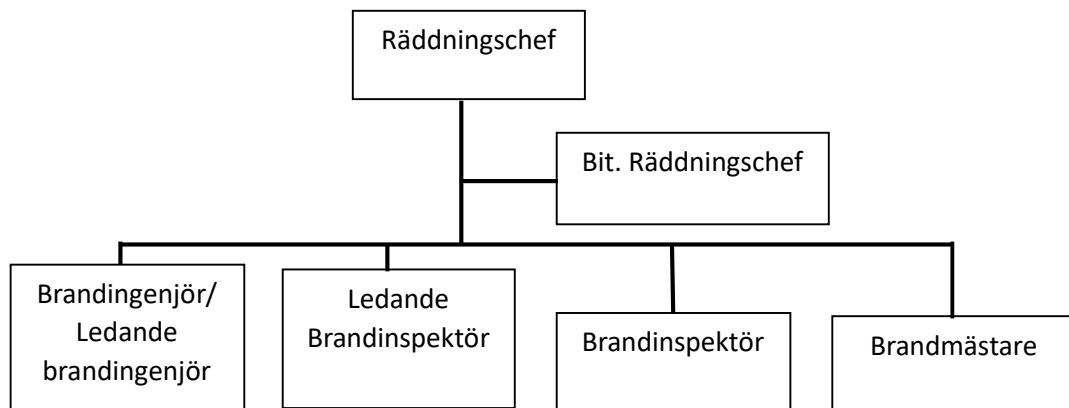 Räddningschef
Bit. Räddningschef
Brandingenjör/
Ledande
brandingenjör
Ledande
Brandinspektör
Brandinspektör
Brandmästare